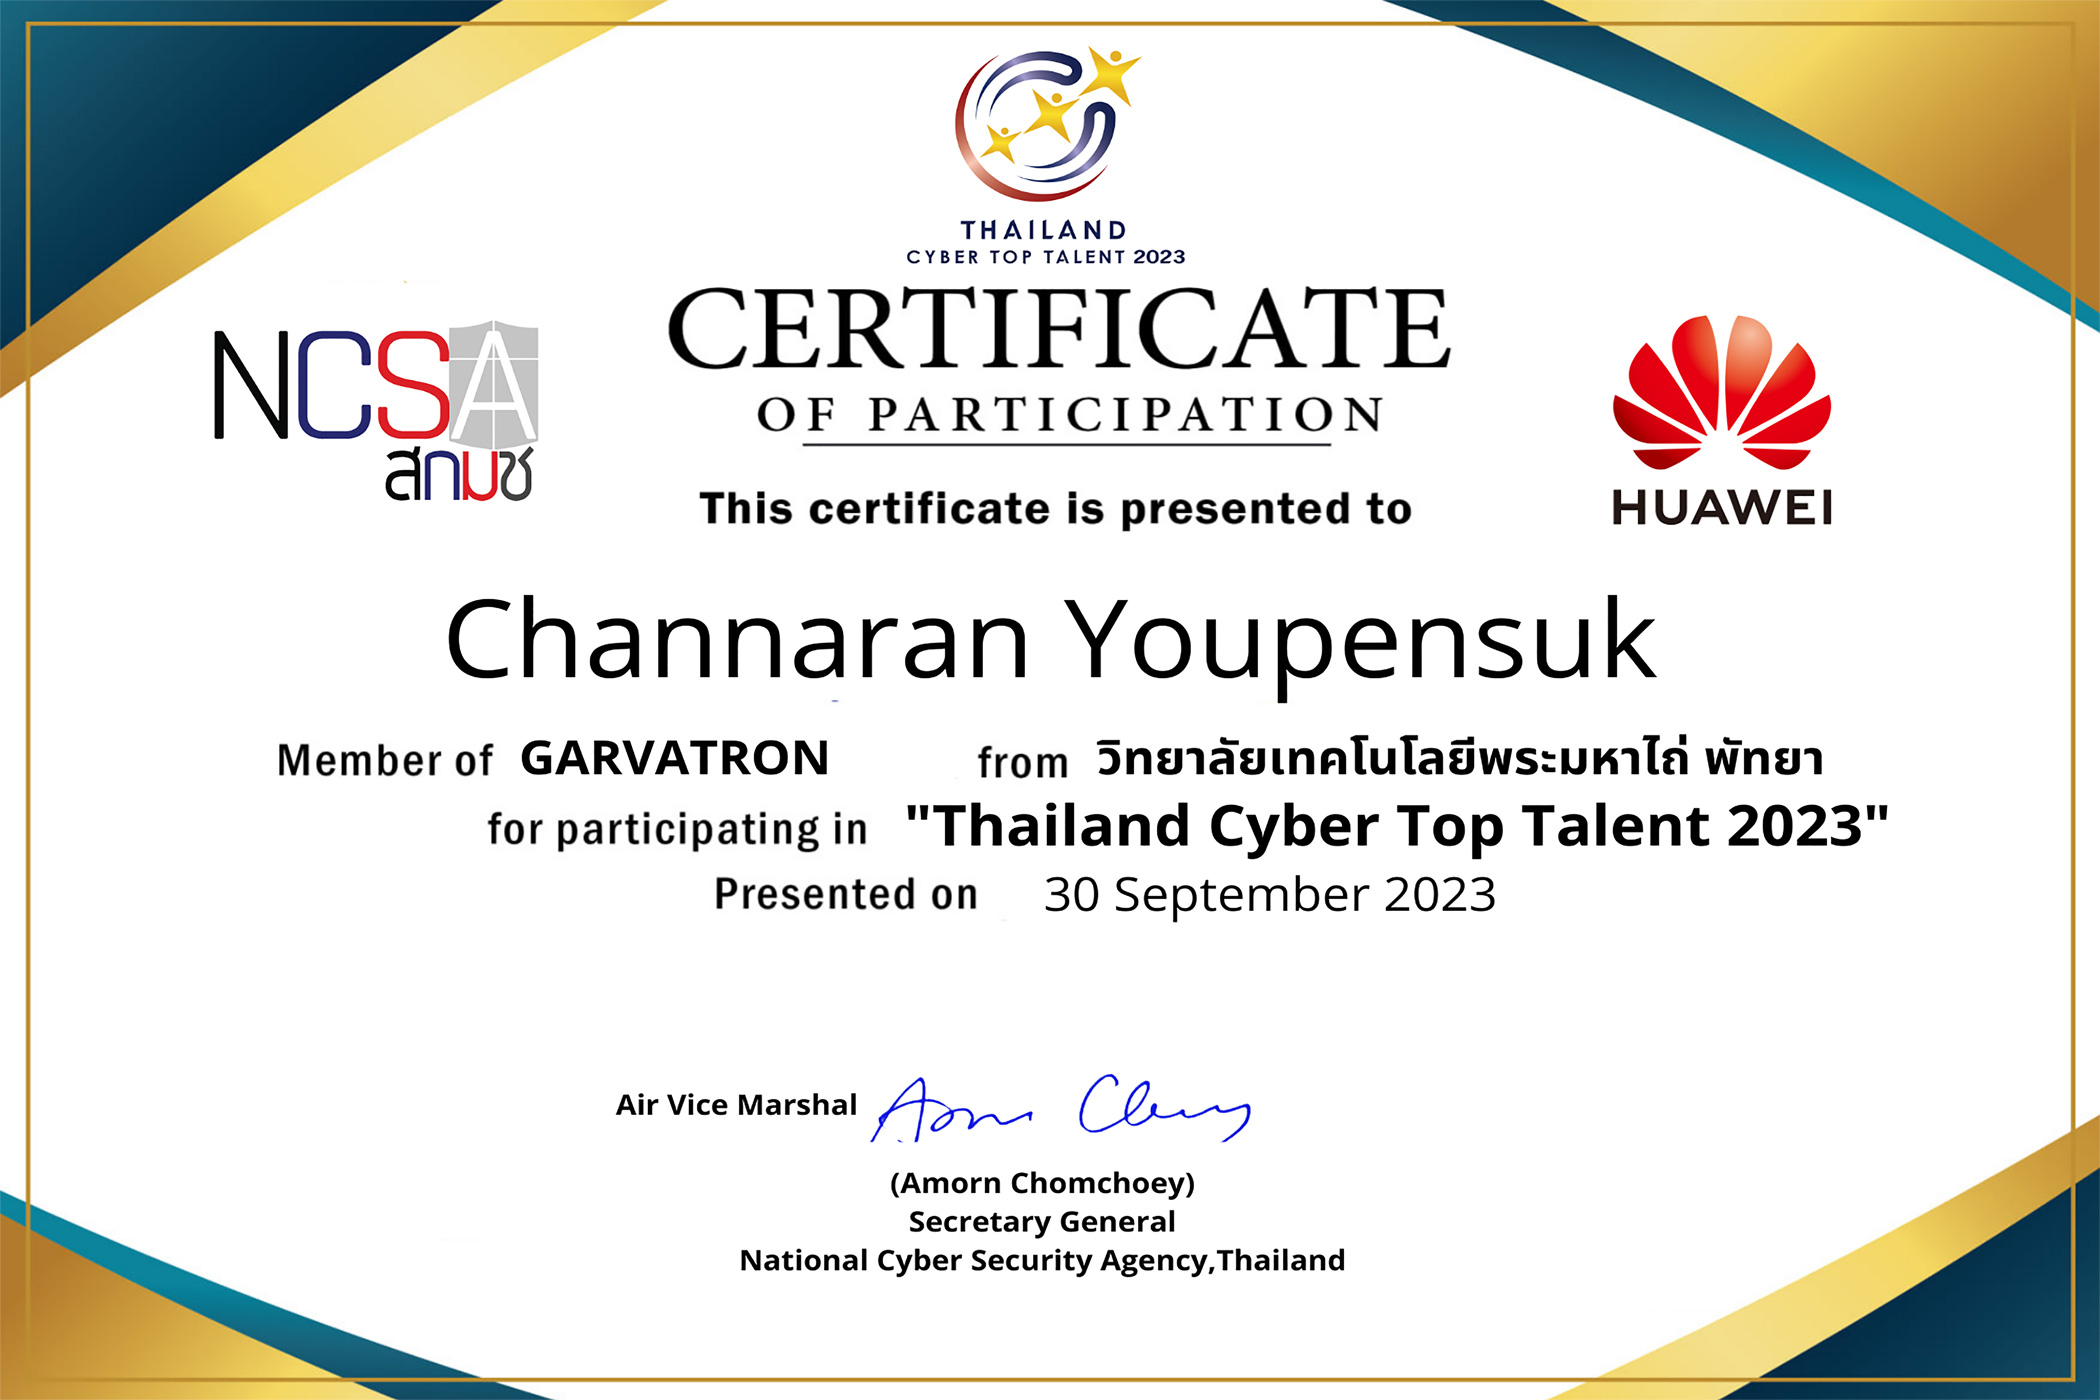 THAILAND
CYBER TOP TALENT 2023
CERTIFICATE
OF PARTICIPATION
NCSA
สกมช
HUAWEI
This certificate is presented to
Channaran Youpensuk
Member of GARVATRON from วิทยาลัยเทคโนโลยีพระมหาไถ่ พัทยา
for participating in "Thailand Cyber Top Talent 2023"
Presented on 30 September 2023
Air Vice Marshal
(Amorn Chomchoey)
Secretary General
National Cyber Security Agency,Thailand